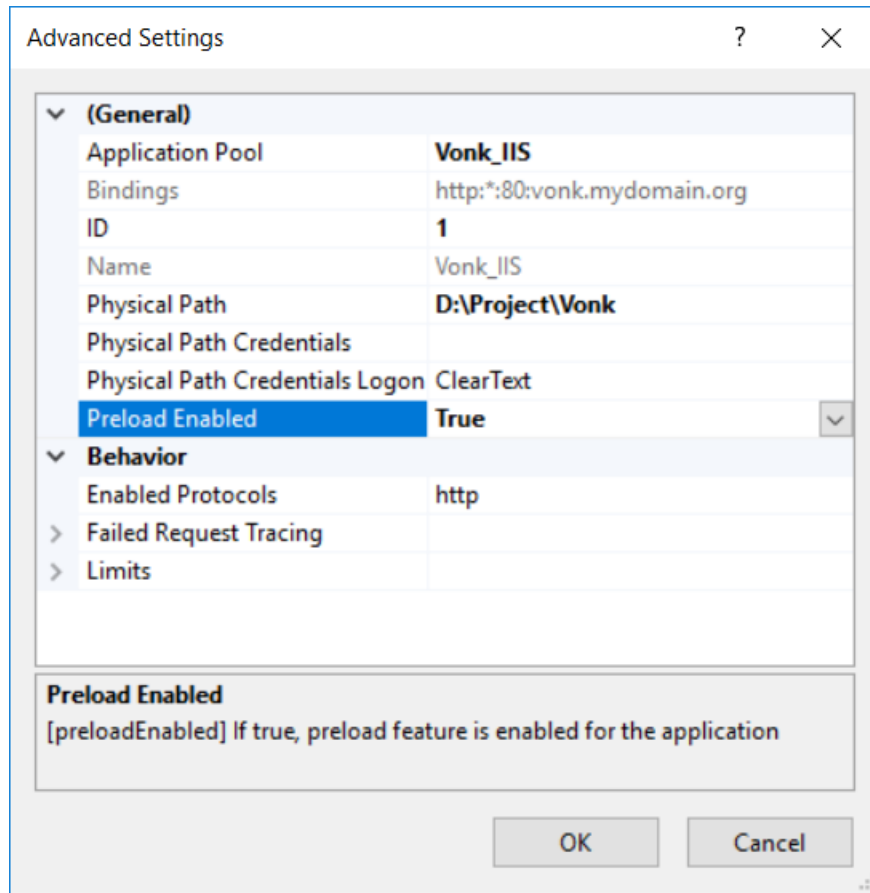 Advanced Settings ?
(General)
Application Pool Vonk_IIS
Bindings http:*:80:vonk.mydomain.org
ID 1
Name Vonk_IIS
Physical Path D:\Project\Vonk
Physical Path Credentials
Physical Path Credentials Logon ClearText
Preload Enabled True
Behavior
Enabled Protocols http
Failed Request Tracing
Limits
Preload Enabled
[preloadEnabled] If true, preload feature is enabled for the application
OK Cancel